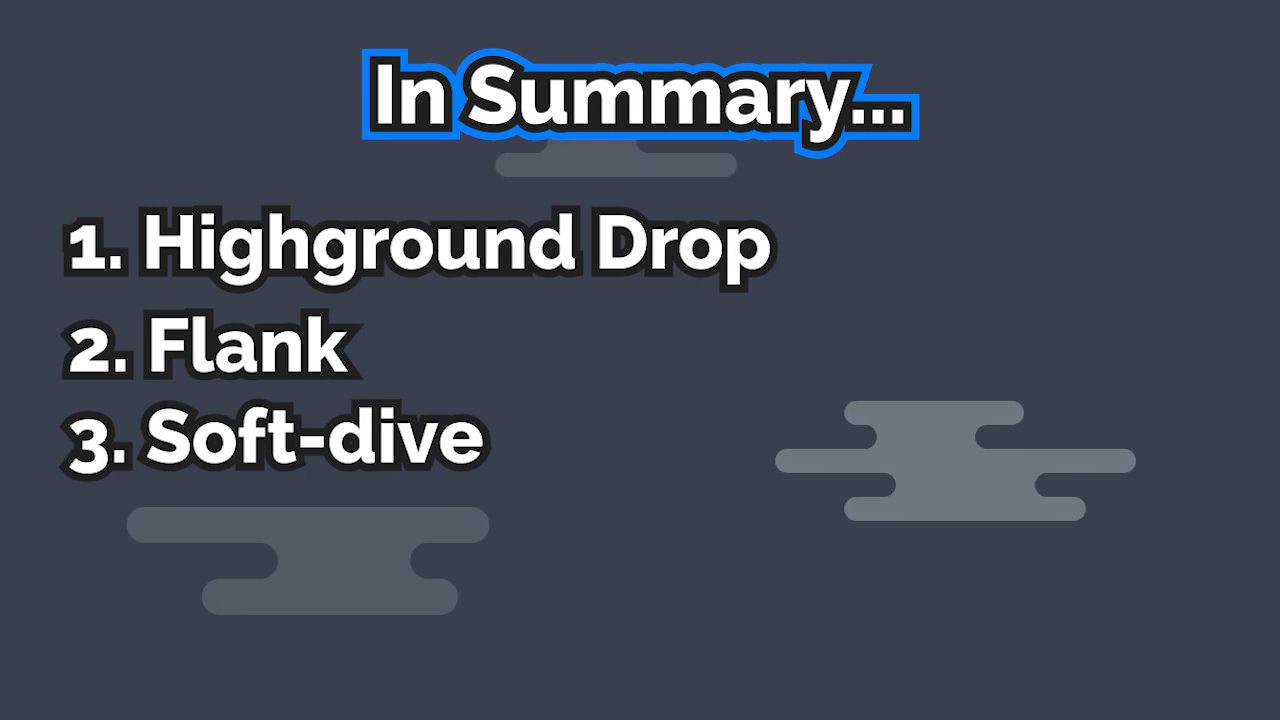 In Summary...
1. Highground Drop
2. Flank
3. Soft-dive